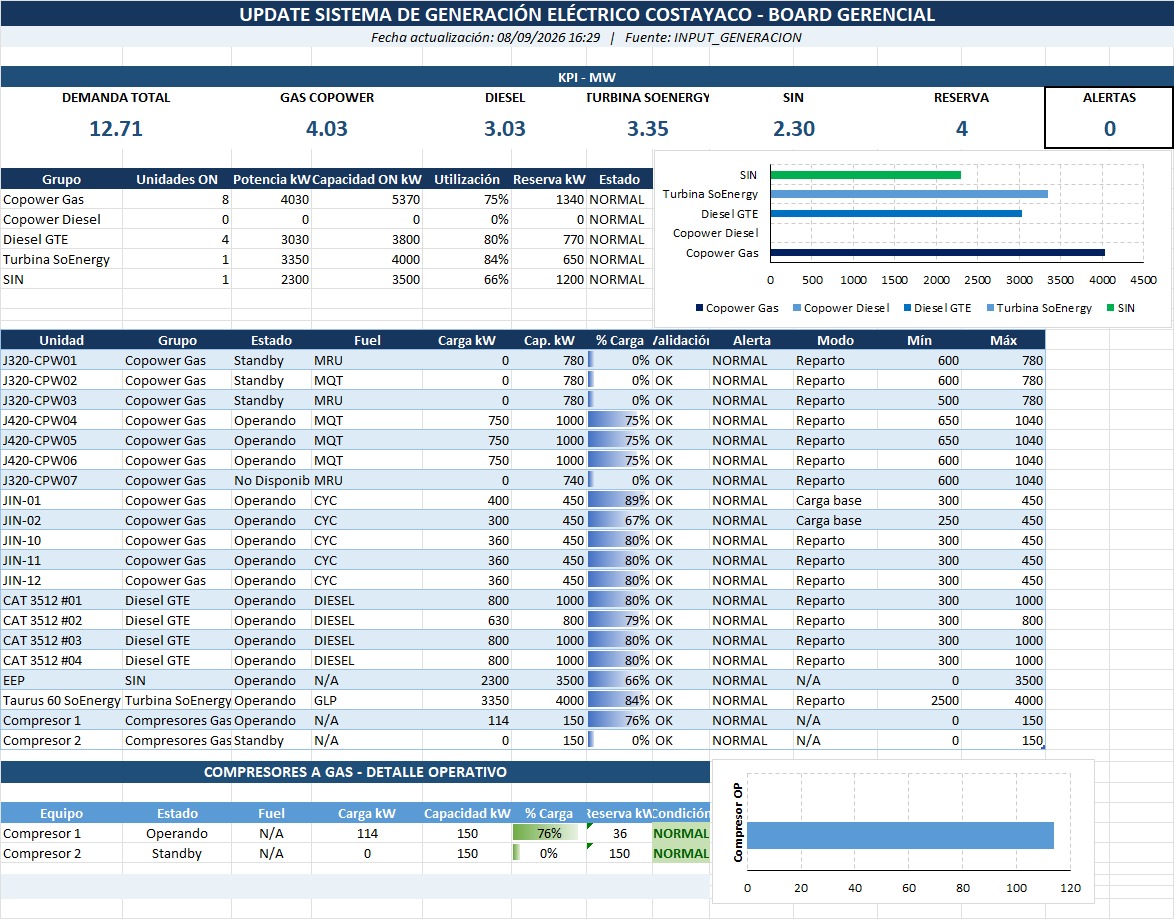 UPDATE SISTEMA DE GENERACIÓN ELÉCTRICO COSTAYACO - BOARD GERENCIAL
Fecha actualización: 08/09/2026 16:29 | Fuente: INPUT_GENERACION
KPI - MW
DEMANDA TOTAL GAS COPOWER DIESEL TURBINA SOENERGY SIN RESERVA ALERTAS
12.71 4.03 3.03 3.35 2.30 4 0
Grupo Unidades ON Potencia kW Capacidad ON kW Utilización Reserva kW Estado
Copower Gas 8 4030 5370 75% 1340 NORMAL
Copower Diesel 0 0 0 0% 0 NORMAL
Diesel GTE 4 3030 3800 80% 770 NORMAL
Turbina SoEnergy 1 3350 4000 84% 650 NORMAL
SIN 1 2300 3500 66% 1200 NORMAL
SIN
Turbina SoEnergy
Diesel GTE
Copower Diesel
Copower Gas
0 500 1000 1500 2000 2500 3000 3500 4000 4500
Copower Gas Copower Diesel Diesel GTE Turbina SoEnergy SIN
Unidad Grupo Estado Fuel Carga kW Cap. kW % Carga Validación Alerta Modo Mín Máx
J320-CPW01 Copower Gas Standby MRU 0 780 0% OK NORMAL Reparto 600 780
J320-CPW02 Copower Gas Standby MQT 0 780 0% OK NORMAL Reparto 600 780
J320-CPW03 Copower Gas Standby MRU 0 780 0% OK NORMAL Reparto 500 780
J420-CPW04 Copower Gas Operando MQT 750 1000 75% OK NORMAL Reparto 650 1040
J420-CPW05 Copower Gas Operando MQT 750 1000 75% OK NORMAL Reparto 650 1040
J420-CPW06 Copower Gas Operando MQT 750 1000 75% OK NORMAL Reparto 650 1040
J320-CPW07 Copower Gas No Disponib MRU 0 740 0% OK NORMAL Reparto 600 1040
JIN-01 Copower Gas Operando CYC 400 450 89% OK NORMAL Carga base 300 450
JIN-02 Copower Gas Operando CYC 300 450 67% OK NORMAL Carga base 250 450
JIN-10 Copower Gas Operando CYC 360 450 80% OK NORMAL Reparto 300 450
JIN-11 Copower Gas Operando CYC 360 450 80% OK NORMAL Reparto 300 450
JIN-12 Copower Gas Operando CYC 360 450 80% OK NORMAL Reparto 300 450
CAT 3512 #01 Diesel GTE Operando DIESEL 800 1000 80% OK NORMAL Reparto 300 1000
CAT 3512 #02 Diesel GTE Operando DIESEL 630 800 79% OK NORMAL Reparto 300 800
CAT 3512 #03 Diesel GTE Operando DIESEL 800 1000 80% OK NORMAL Reparto 300 1000
CAT 3512 #04 Diesel GTE Operando DIESEL 800 1000 80% OK NORMAL Reparto 300 1000
EEP SIN Operando N/A 2300 3500 66% OK NORMAL N/A 0 3500
Taurus 60 SoEnergy Turbina SoEnergy Operando GLP 3350 4000 84% OK NORMAL Reparto 2500 4000
Compresor 1 Compresores Gas Operando N/A 114 150 76% OK NORMAL N/A 0 150
Compresor 2 Compresores Gas Standby N/A 0 150 0% OK NORMAL N/A 0 150
COMPRESORES A GAS - DETALLE OPERATIVO
Equipo Estado Fuel Carga kW Capacidad kW % Carga Reserva kW Condición
Compresor 1 Operando N/A 114 150 76% 36 NORMAL
Compresor 2 Standby N/A 0 150 0% 150 NORMAL
Compresor OP
0 20 40 60 80 100 120